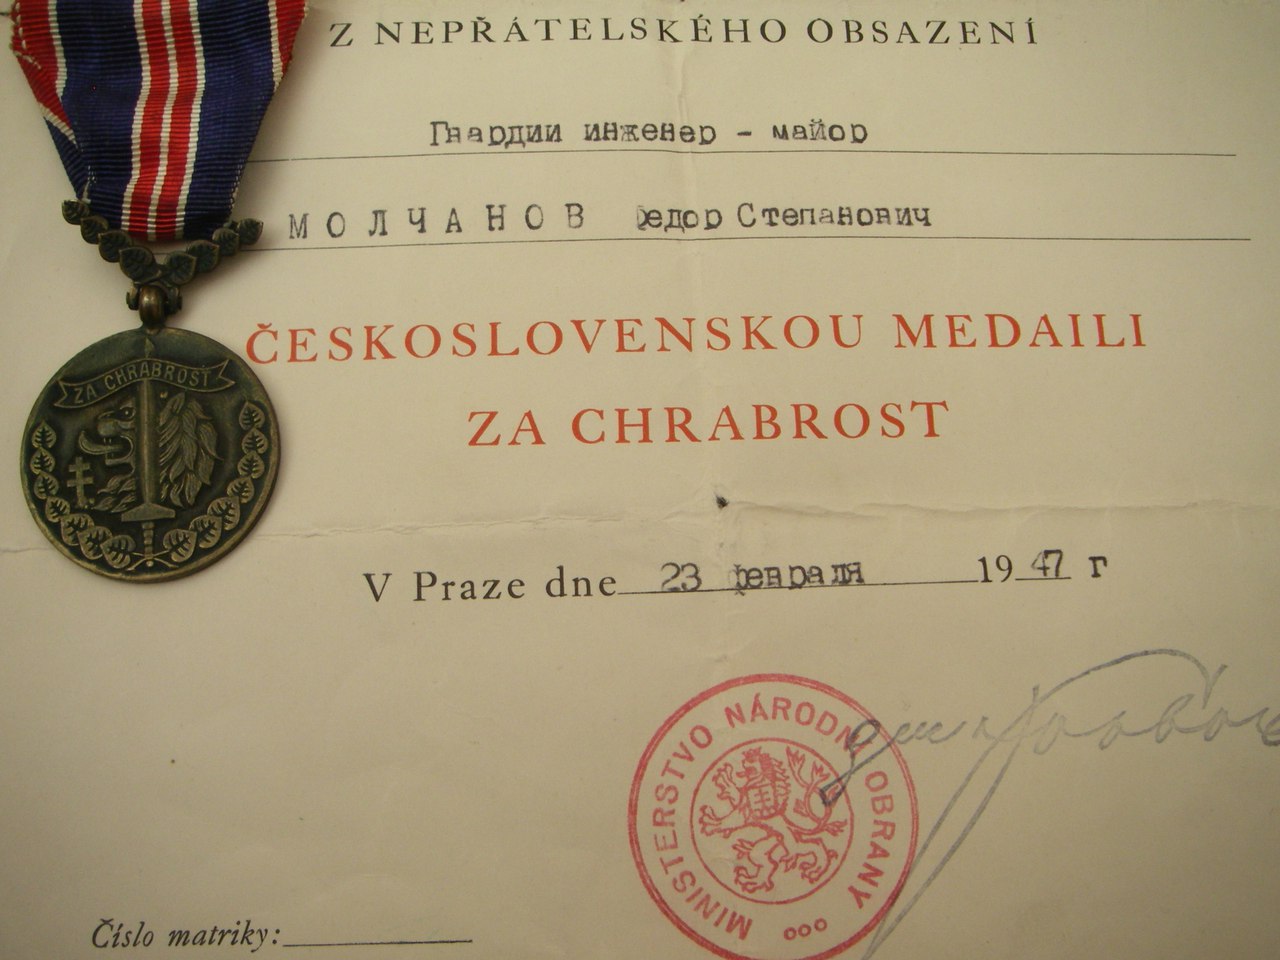 Z NEPŘÁTELSKÉHO OBSAZENÍ
Гвардии инженер - майор
МОЛЧАНОВ Федор Степанович
ČESKOSLOVENSKOU MEDAILI
ZA CHRABROST
ZA CHRABROST
V Praze dne 23 февраля 1947 г
MINISTERSTVO NÁRODNÍ OBRANY
Číslo matriky: